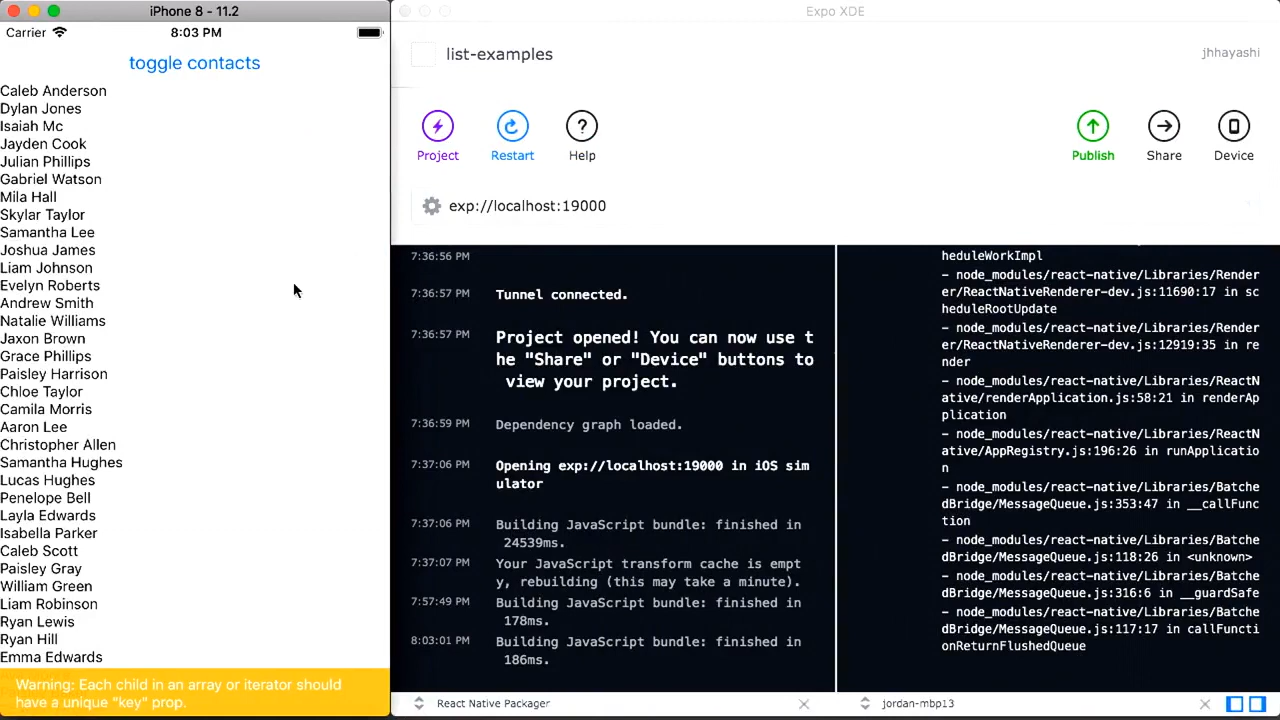 iPhone 8 - 11.2
Carrier
8:03 PM
toggle contacts
Caleb Anderson
Dylan Jones
Isaiah Mc
Jayden Cook
Julian Phillips
Gabriel Watson
Mila Hall
Skylar Taylor
Samantha Lee
Joshua James
Liam Johnson
Evelyn Roberts
Andrew Smith
Natalie Williams
Jaxon Brown
Grace Phillips
Paisley Harrison
Chloe Taylor
Camila Morris
Aaron Lee
Christopher Allen
Samantha Hughes
Lucas Hughes
Penelope Bell
Layla Edwards
Isabella Parker
Caleb Scott
Paisley Gray
William Green
Liam Robinson
Ryan Lewis
Ryan Hill
Emma Edwards
Warning: Each child in an array or iterator should
have a unique "key" prop.
Expo XDE
list-examples
jhhayashi
Project
Restart
Help
Publish
Share
Device
exp://localhost:19000
7:36:56 PM
7:36:57 PM Tunnel connected.
7:36:57 PM Project opened! You can now use t
he "Share" or "Device" buttons to
view your project.
7:36:59 PM Dependency graph loaded.
7:37:06 PM Opening exp://localhost:19000 in iOS sim
ulator
7:37:06 PM Building JavaScript bundle: finished in
24539ms.
7:37:07 PM Your JavaScript transform cache is empt
y, rebuilding (this may take a minute).
7:57:49 PM Building JavaScript bundle: finished in
178ms.
8:03:01 PM Building JavaScript bundle: finished in
186ms.
heduleWorkImpl
- node_modules/react-native/Libraries/Render
er/ReactNativeRenderer-dev.js:11690:17 in sc
heduleRootUpdate
- node_modules/react-native/Libraries/Render
er/ReactNativeRenderer-dev.js:12919:35 in re
nder
- node_modules/react-native/Libraries/ReactN
ative/renderApplication.js:58:21 in renderAp
plication
- node_modules/react-native/Libraries/ReactN
ative/AppRegistry.js:196:26 in runApplicatio
n
- node_modules/react-native/Libraries/Batche
dBridge/MessageQueue.js:353:47 in __callFunc
tion
- node_modules/react-native/Libraries/Batche
dBridge/MessageQueue.js:118:26 in <unknown>
- node_modules/react-native/Libraries/Batche
dBridge/MessageQueue.js:316:6 in __guardSafe
- node_modules/react-native/Libraries/Batche
dBridge/MessageQueue.js:117:17 in callFuncti
onReturnFlushedQueue
React Native Packager
jordan-mbp13